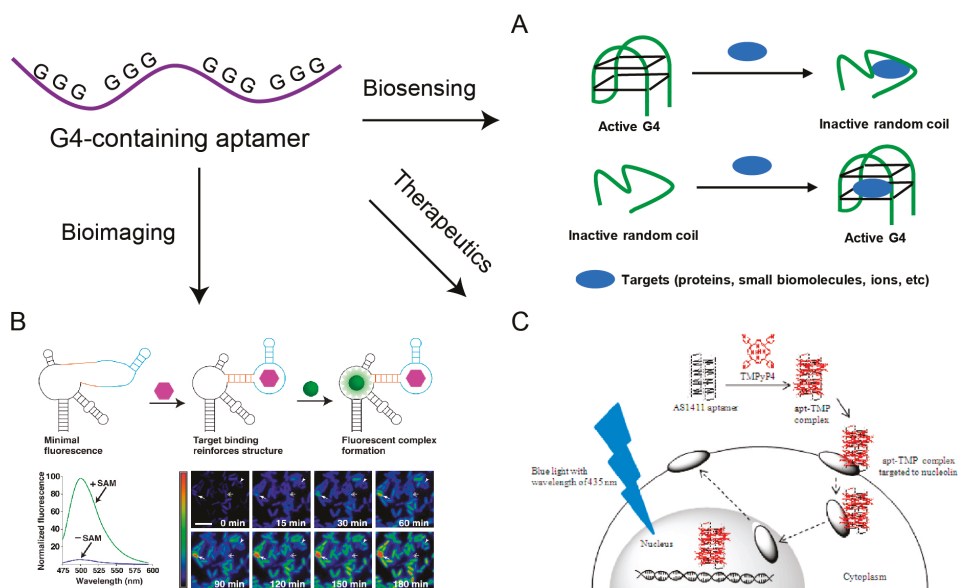 GGG GGG GGG GGG
G4-containing aptamer
Biosensing
Bioimaging
Therapeutics
A
Active G4
Inactive random coil
Inactive random coil
Active G4
Targets (proteins, small biomolecules, ions, etc)
B
Minimal
fluorescence
Target binding
reinforces structure
Fluorescent complex
formation
Normalized fluorescence
100
80
60
40
20
+SAM
−SAM
475 500 525 550 575 600
Wavelength (nm)
0 min
15 min
30 min
60 min
90 min
120 min
150 min
180 min
C
TMPyP4
AS1411 aptamer
apt-TMP
complex
Blue light with
wavelength of 435 nm
apt-TMP complex
targeted to nucleolin
Nucleus
Cytoplasm